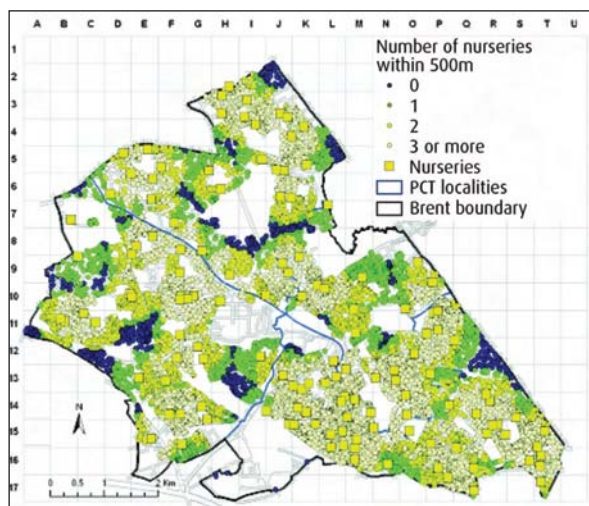 A B C D E F G H I J K L M N O P Q R S T U
1
2
3
4
5
6
7
8
9
10
11
12
13
14
15
16
17
Number of nurseries
within 500m
0
1
2
3 or more
Nurseries
PCT localities
Brent boundary
N
0 0.5 1 2 Km